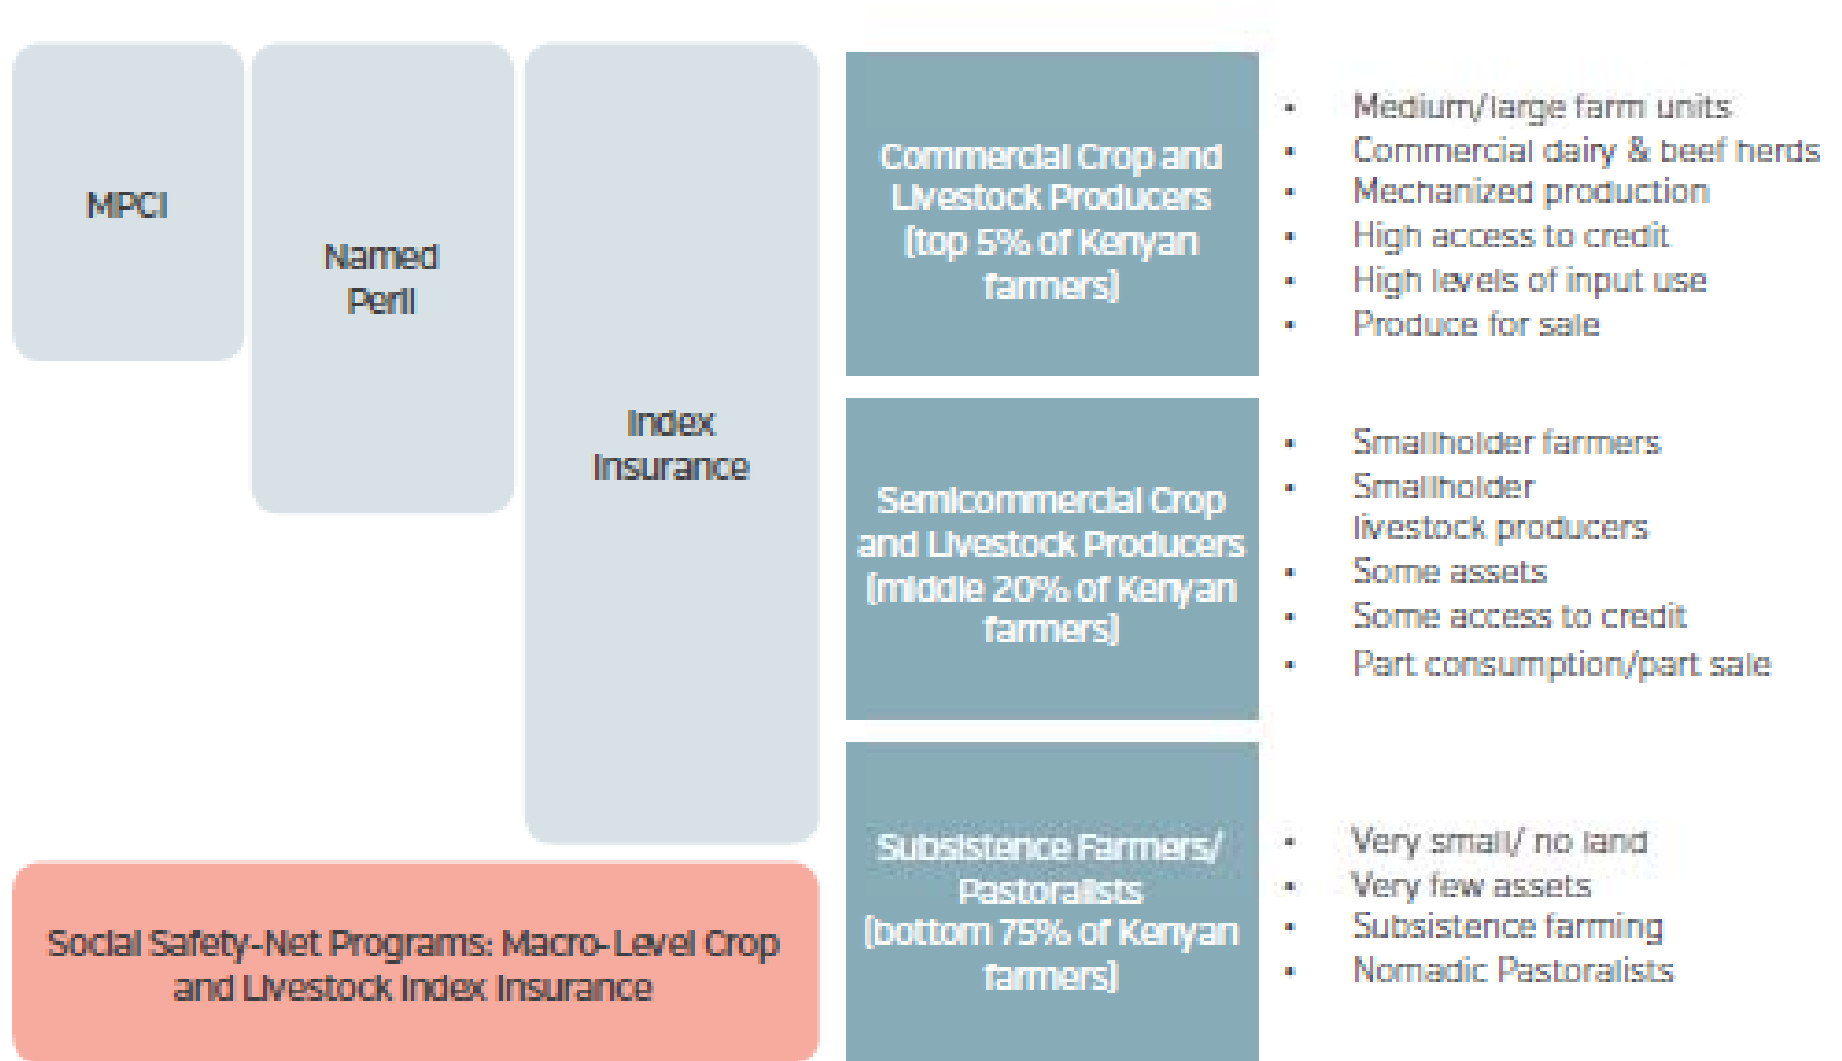 MPCI
Named
Peril
Index
Insurance
Social Safety-Net Programs: Macro-Level Crop
and Livestock Index Insurance
Commercial Crop and
Livestock Producers
(top 5% of Kenyan
farmers)
• Medium/large farm units
• Commercial dairy & beef herds
• Mechanized production
• High access to credit
• High levels of input use
• Produce for sale
Semicommercial Crop
and Livestock Producers
(middle 20% of Kenyan
farmers)
• Smallholder farmers
• Smallholder
livestock producers
• Some assets
• Some access to credit
• Part consumption/part sale
Subsistence Farmers/
Pastoralists
(bottom 75% of Kenyan
farmers)
• Very small/ no land
• Very few assets
• Subsistence farming
• Nomadic Pastoralists